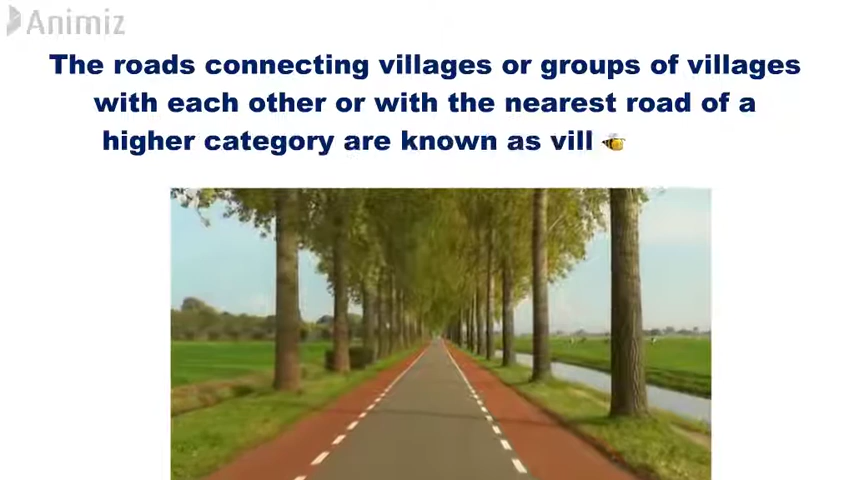 Animiz
The roads connecting villages or groups of villages
with each other or with the nearest road of a
higher category are known as vill